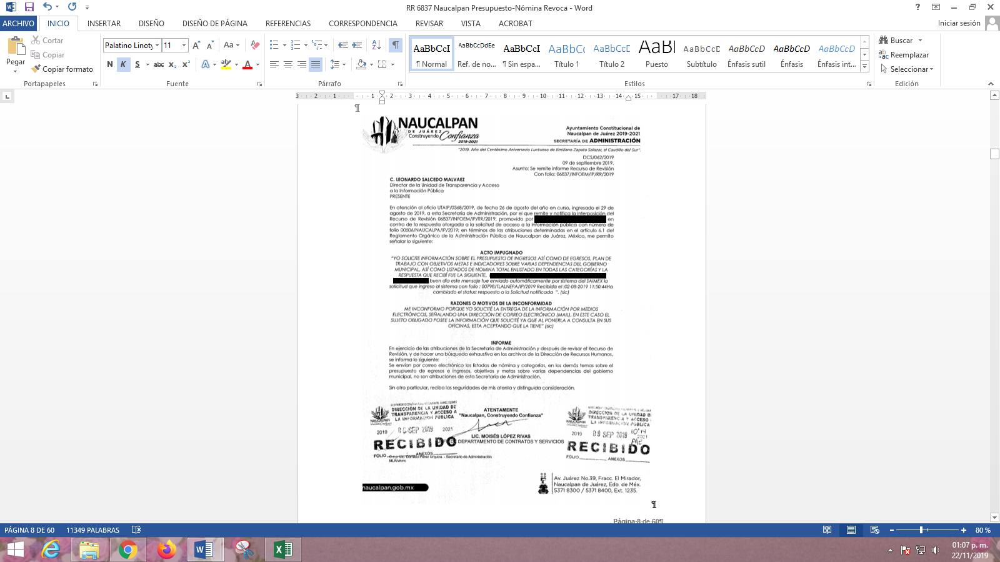 RR 6837 Naucalpan Presupuesto-Nómina Revoca - Word
ARCHIVO INICIO INSERTAR DISEÑO DISEÑO DE PÁGINA REFERENCIAS CORRESPONDENCIA REVISAR VISTA ACROBAT Iniciar sesión
Pegar
Cortar
Copiar
Copiar formato
Portapapeles
Palatino Linoty 11
N K S abc x₂ x²
Fuente
Párrafo
AaBbCcI AaBbCcDdEe AaBbCcI AaBbCc AaBbCcD AaBl AaBbCcD AaBbCcD AaBbCcD AaBbCcD
¶ Normal Ref. de no... ¶ Sin espa... Título 1 Título 2 Puesto Subtítulo Énfasis sutil Énfasis Énfasis int...
Estilos
Buscar
Reemplazar
Seleccionar
Edición
3 2 1 1 2 3 4 5 6 7 8 9 10 11 12 13 14 15 17 18
¶
NAUCALPAN
DE JUÁREZ
Construyendo Confianza
2019-2021
Ayuntamiento Constitucional de
Naucalpan de Juárez 2019-2021
SECRETARÍA DE ADMINISTRACIÓN
"2019. Año del Centésimo Aniversario Luctuoso de Emiliano Zapata Salazar, el Caudillo del Sur".
DCS/062/2019
09 de septiembre 2019.
Asunto: Se remite informe Recurso de Revisión
Con folio: 06837/INFOEM/IP/RR/2019
C. LEONARDO SALCEDO MALVAEZ
Director de la Unidad de Transparencia y Acceso
a la Información Pública
PRESENTE
En atención al oficio UTAIP/0368/2019, de fecha 26 de agosto del año en curso, ingresado el 29 de
agosto de 2019, a esta Secretaría de Administración, por el que remite y notifica la interposición del
Recurso de Revisión 06837/INFOEM/IP/RR/2019, promovido por en
contra de la respuesta otorgada a la solicitud de acceso a la información pública con número de
folio 00506/NAUCALPA/IP/2019; en términos de las atribuciones determinadas en el artículo 6.1 del
Reglamento Orgánico de la Administración Pública de Naucalpan de Juárez, México, me permito
señalar lo siguiente:
ACTO IMPUGNADO
"YO SOLICITE INFORMACIÓN SOBRE EL PRESUPUESTO DE INGRESOS ASÍ COMO DE EGRESOS, PLAN DE
TRABAJO CON OBJETIVOS METAS E INDICADORES SOBRE VARIAS DEPENDENCIAS DEL GOBIERNO
MUNICIPAL, ASÍ COMO LISTADOS DE NOMINA TOTAL ENLISTADO EN TODAS LAS CATEGORÍAS Y LA
RESPUESTA QUE RECIBÍ FUE LA SIGUIENTE,
buen día este mensaje fue enviado automáticamente por sistema del SAIMEX la
solicitud que ingreso al sistema con folio : 00798/TLALNEPA/IP/2019 Recibida el :02-08-2019 11:50:44Ha
cambiado el status: respuesta a la Solicitud notificada ". (sic)
RAZONES O MOTIVOS DE LA INCONFORMIDAD
ME INCONFORMO PORQUE YO SOLICITÉ LA ENTREGA DE LA INFORMACIÓN POR MEDIOS
ELECTRÓNICOS, SEÑALANDO UNA DIRECCIÓN DE CORREO ELECTRÓNICO (MAIL), EN ESTE CASO EL
SUJETO OBLIGADO POSEE LA INFORMACIÓN QUE SOLICITÉ YA QUE AL PONERLA A CONSULTA EN SUS
OFICINAS, ESTA ACEPTANDO QUE LA TIENE" (sic)
INFORME
En ejercicio de las atribuciones de la Secretaría de Administración y después de revisar el Recurso de
Revisión, y de hacer una búsqueda exhaustiva en los archivos de la Dirección de Recursos Humanos,
se informa lo siguiente:
Se envían por correo electrónico los listados de nómina y categorías, en los demás temas sobre el
presupuesto de egresos e ingresos, objetivos y metas sobre varias dependencias del gobierno
municipal, no son atribuciones de esta Secretaría de Administración.
Sin otro particular, reciba las seguridades de mis atenta y distinguida consideración.
DIRECCIÓN DE LA UNIDAD DE
TRANSPARENCIA Y ACCESO A
LA INFORMACIÓN PÚBLICA
NAUCALPAN
2019 SEP 2019 2021
RECIBIDO
FOLIO ANEXOS
ATENTAMENTE
"Naucalpan, Construyendo Confianza"
LIC. MOISÉS LÓPEZ RIVAS
DE DEPARTAMENTO DE CONTRATOS Y SERVICIOS
DIRECCIÓN DE LA UNIDAD DE
TRANSPARENCIA Y ACCESO
LA INFORMACIÓN PÚBLICA
NAUCALPAN
2019 09 SEP 2019 2021
10:14
RECIBIDO
FOLIO ANEXOS
C.c.p. Lic. Donato Pérez Urquiza. - Secretario de Administración
naucalpan.gob.mx
Av. Juárez No.39, Fracc. El Mirador,
Naucalpan de Juárez, Edo. de Méx.
5371 8300 / 5371 8400, Ext. 1235.
¶
Página 8 de 60¶
PÁGINA 8 DE 60 11349 PALABRAS 80 %
01:07 p. m.
22/11/2019